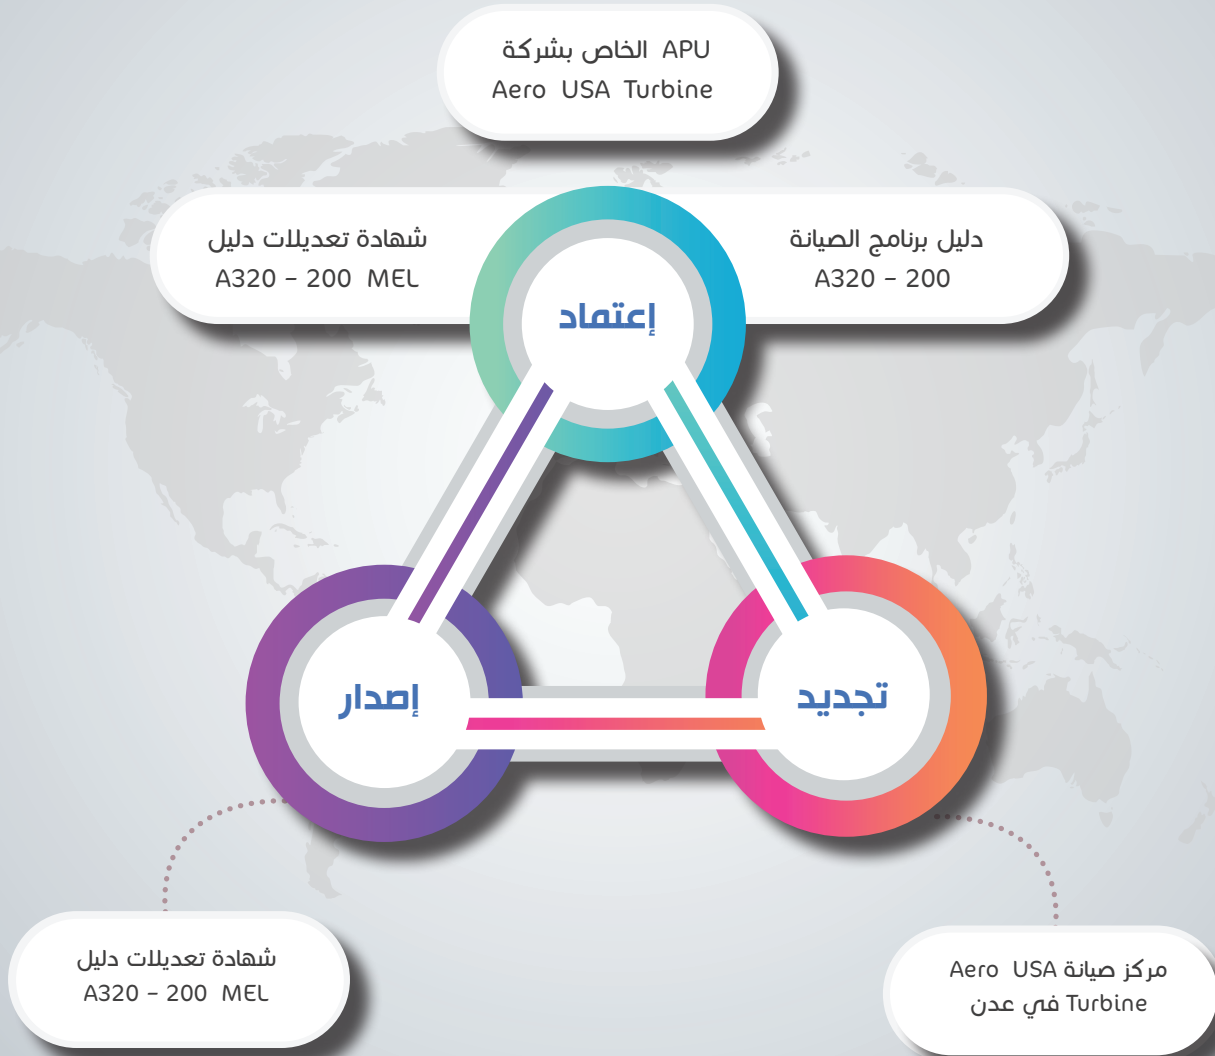 APU الخاص بشركة
Aero USA Turbine
دليل برنامج الصيانة
A320 – 200
شهادة تعديلات دليل
A320 – 200 MEL
إعتماد
تجديد
إصدار
مركز صيانة Aero USA
Turbine في عدن
شهادة تعديلات دليل
A320 – 200 MEL